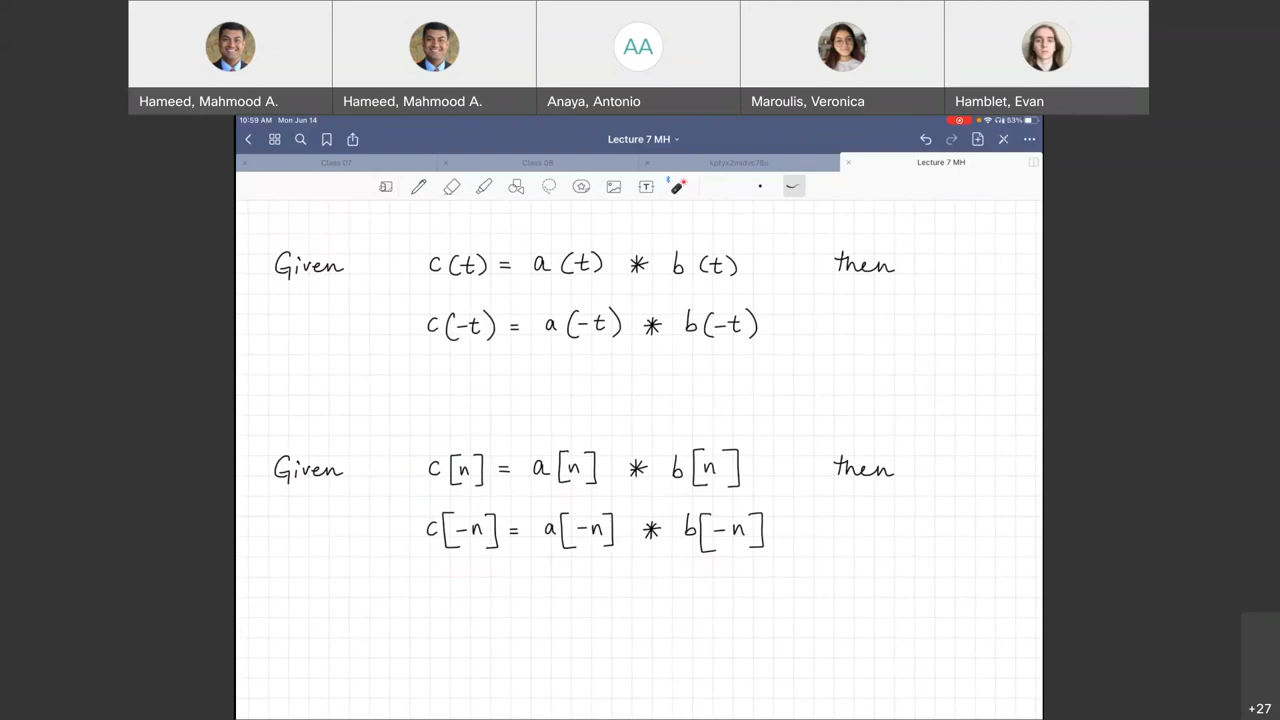 AA
Hameed, Mahmood A. Hameed, Mahmood A. Anaya, Antonio Maroulis, Veronica Hamblet, Evan
10:59 AM Mon Jun 14 53%
Lecture 7 MH
Class 07 Class 08 Lecture 7 MH
T
Given c(t) = a(t) * b(t) then
c(-t) = a(-t) * b(-t)
Given c[n] = a[n] * b[n] then
c[-n] = a[-n] * b[-n]
+27